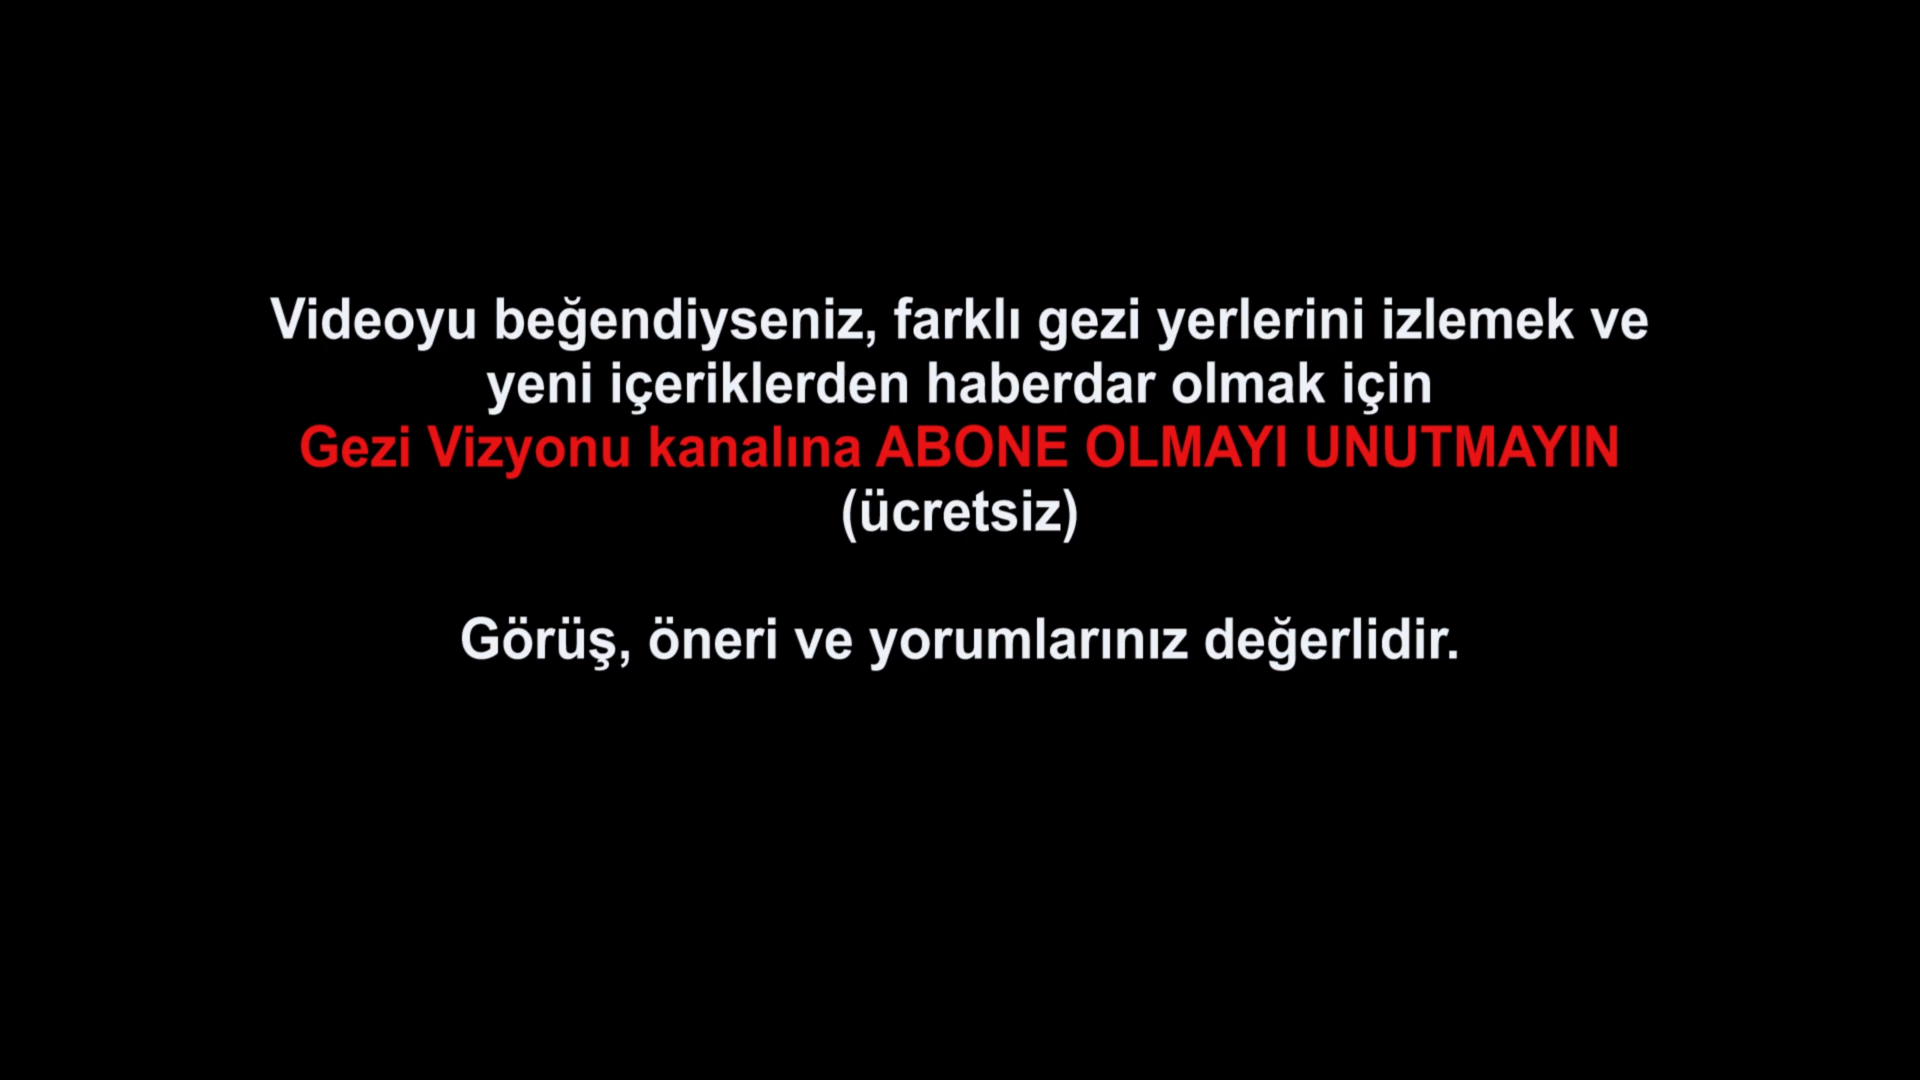 Videoyu beğendiyseniz, farklı gezi yerlerini izlemek ve
yeni içeriklerden haberdar olmak için
Gezi Vizyonu kanalına ABONE OLMAYI UNUTMAYIN
(ücretsiz)
Görüş, öneri ve yorumlarınız değerlidir.